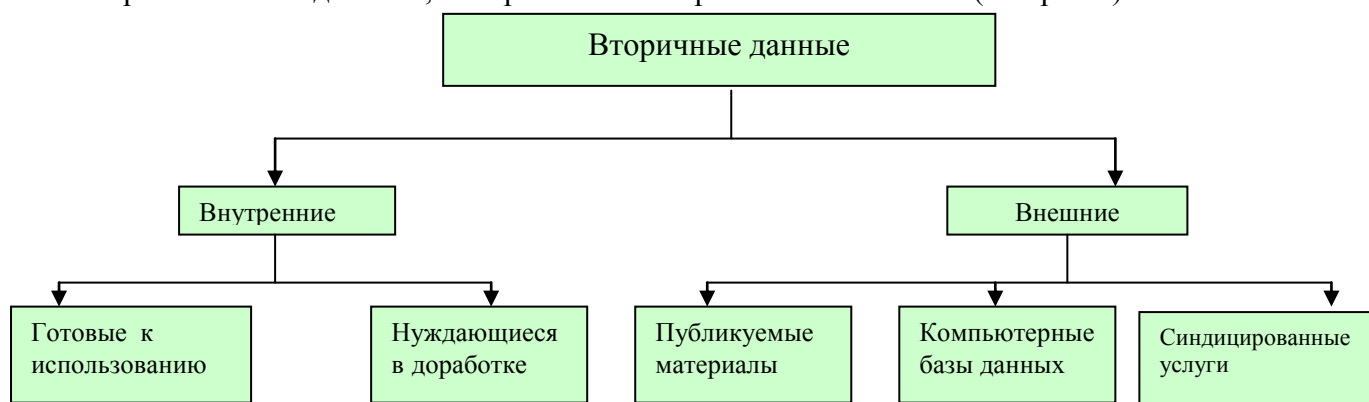 Вторичные данные
Внутренние
Внешние
Готовые к
использованию
Нуждающиеся
в доработке
Публикуемые
материалы
Компьютерные
базы данных
Синдицированные
услуги